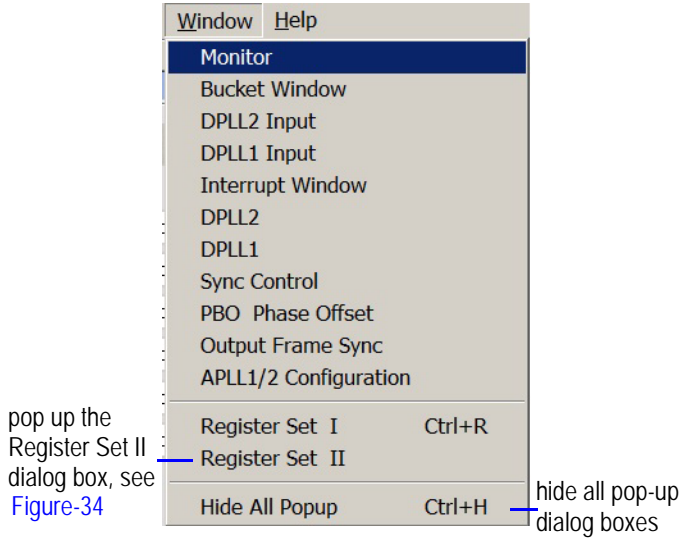 Window Help
Monitor
Bucket Window
DPLL2 Input
DPLL1 Input
Interrupt Window
DPLL2
DPLL1
Sync Control
PBO  Phase Offset
Output Frame Sync
APLL1/2 Configuration
Register Set  I Ctrl+R
Register Set  II
Hide All Popup Ctrl+H
pop up the
Register Set II
dialog box, see
Figure-34
hide all pop-up
dialog boxes